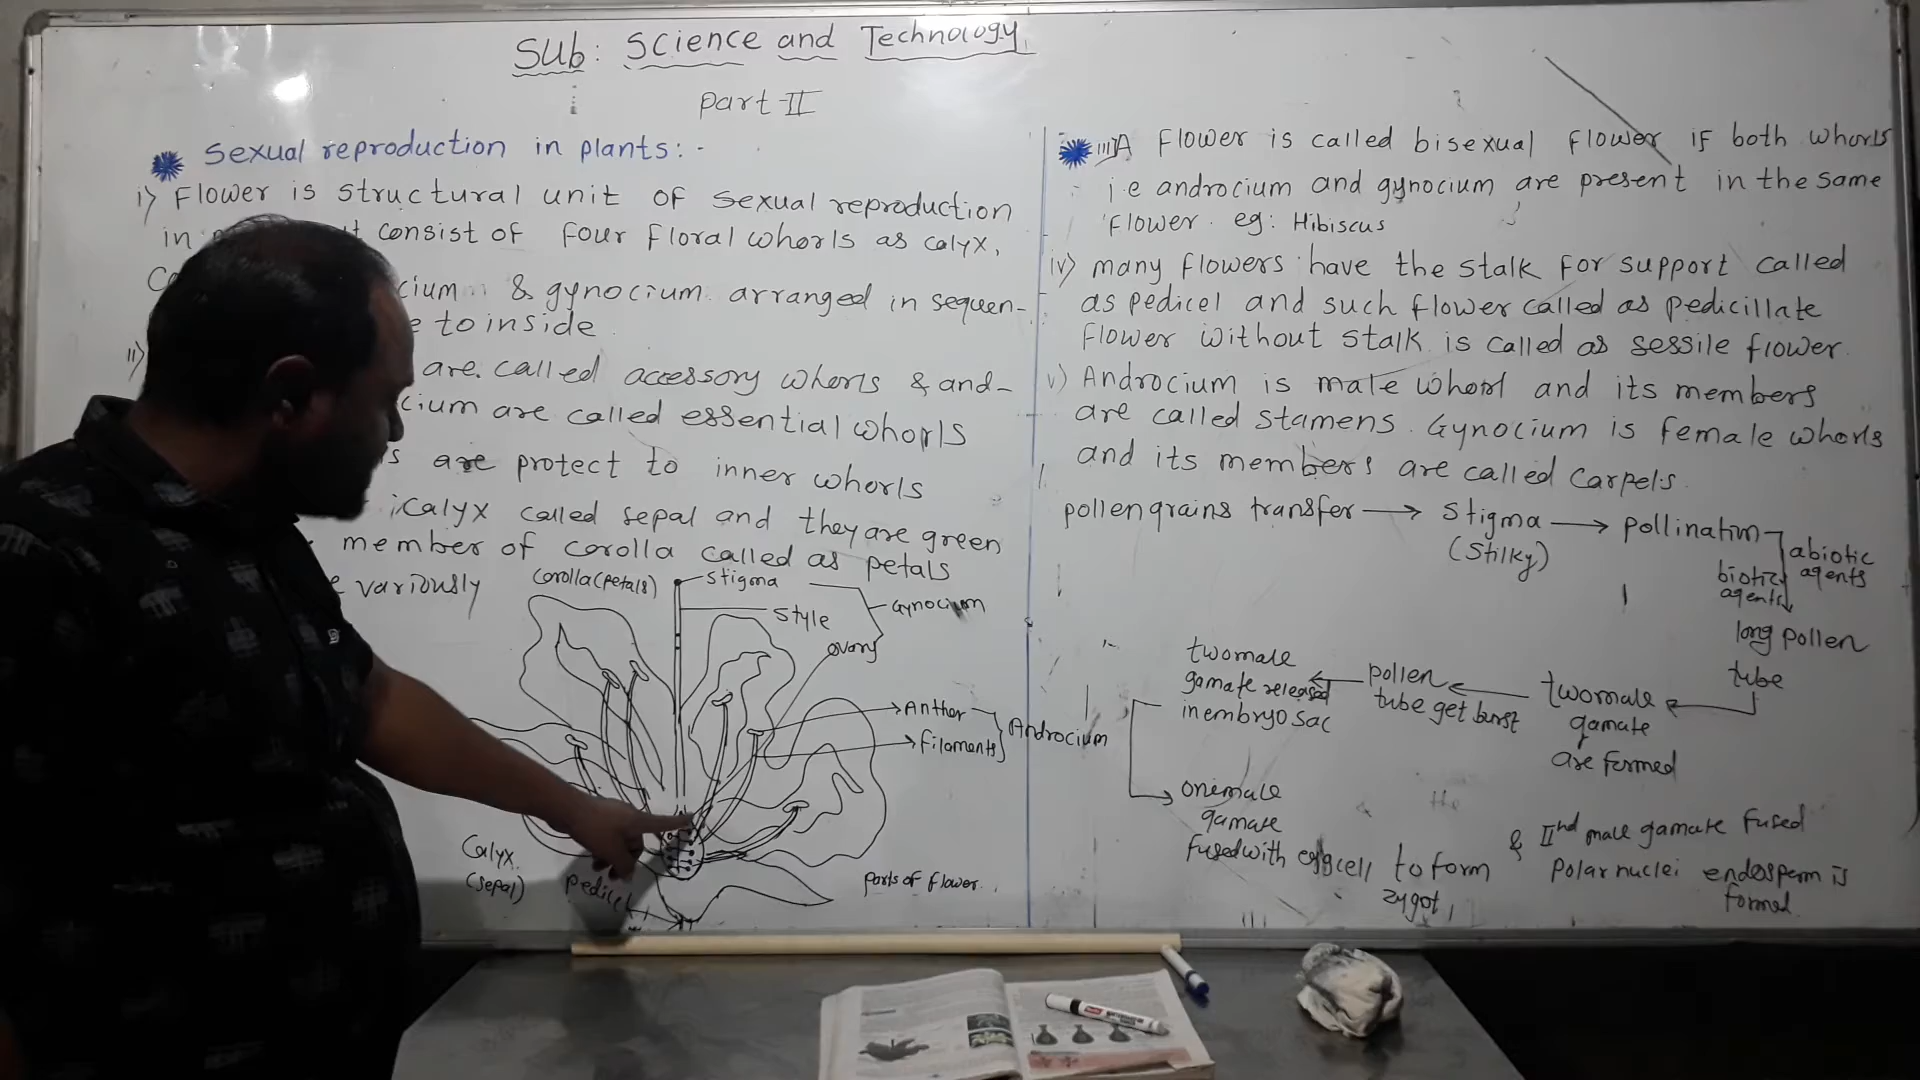 Sub: Science and Technology
Part-II
Sexual reproduction in plants:-
i) Flower is structural unit of sexual reproduction
in consist of four floral whorls as calyx,
cium & gynocium arranged in sequen-
to inside
ii) are called accessory whorls & and-
cium are called essential whorls
are protect to inner whorls
calyx called sepal and they are green
member of corolla called as petals
variously
corolla (petals)
stigma
style
Gynocium
ovary
Anther
filaments
Androcium
Calyx
(sepal)
pedicel
parts of flower
iii) A Flower is called bisexual flower if both whorls
i.e androcium and gynocium are present in the same
flower. eg: Hibiscus
iv) many flowers have the stalk for support called
as pedicel and such flower called as pedicillate
flower without stalk is called as sessile flower.
v) Androcium is male whorl and its members
are called stamens. Gynocium is female whorls
and its members are called carpels.
pollengrains transfer → stigma → pollination
(stilky)
abiotic
agents
biotic
agents
long pollen
tube
twomale
gamate
are formed
pollen
tube get burst
twomale
gamate released
in embryo sac
onemale
gamate
fused with eggcell to form
zygot
& IInd male gamate fused
polar nuclei endosperm is
formed